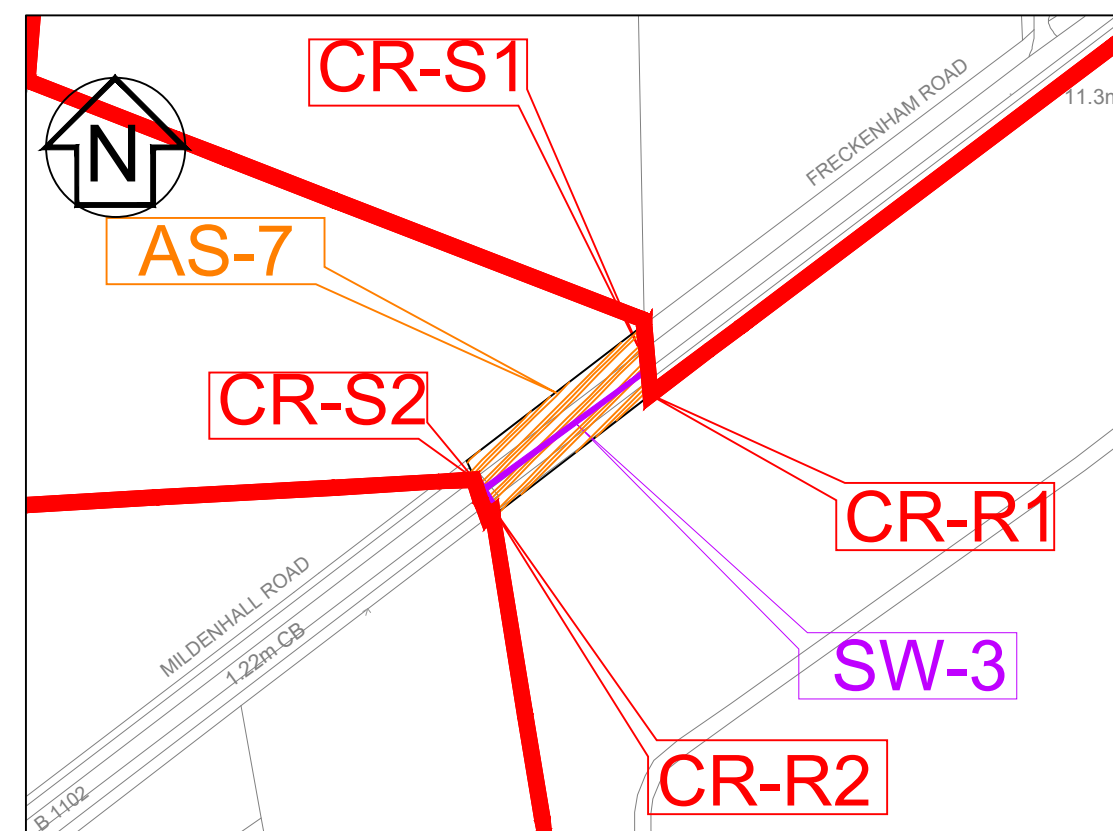 CR-S1
FRECKENHAM ROAD
11.3m
N
AS-7
CR-S2
CR-R1
MILDENHALL ROAD
1.22m CB
SW-3
CR-R2
B 1102